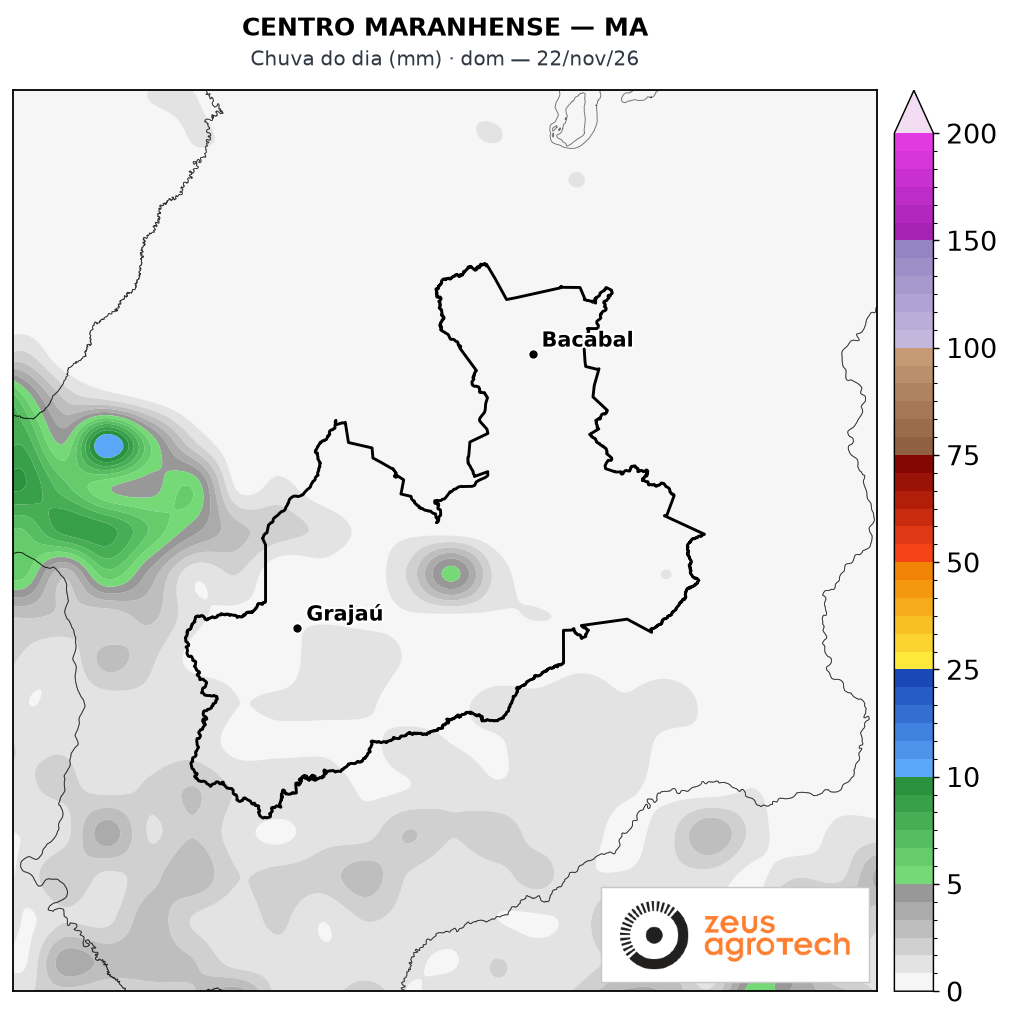 CENTRO MARANHENSE — MA
Chuva do dia (mm) · dom — 22/nov/26
200
150
100
75
50
25
10
5
0
Bacabal
Grajaú
zeus
agrotech